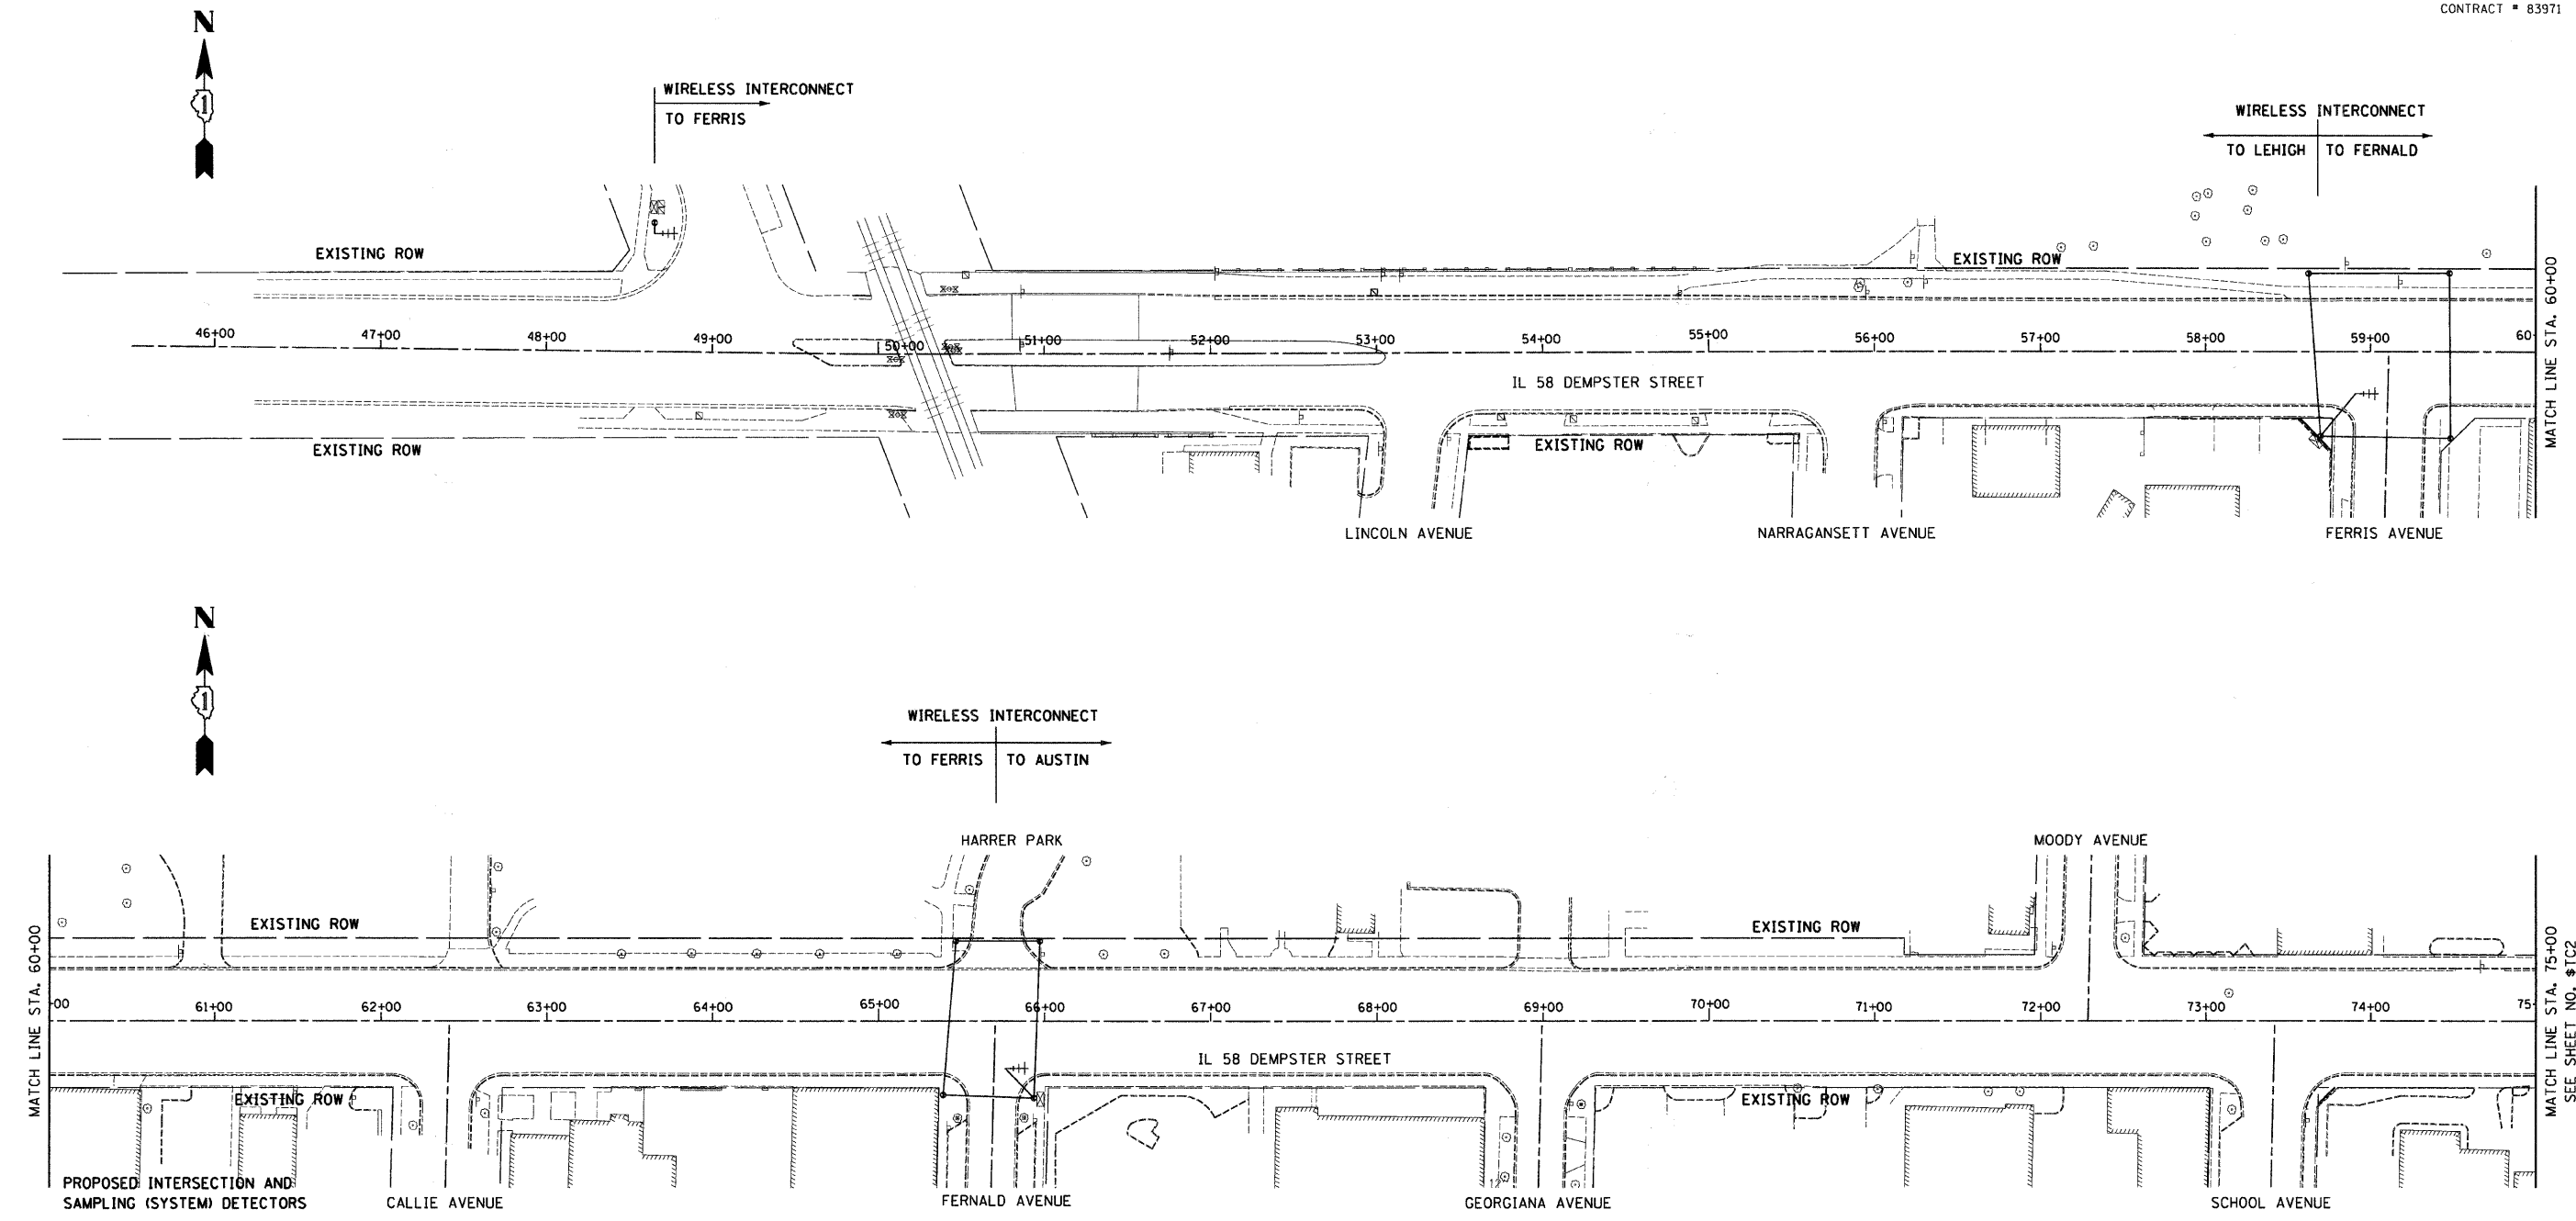 CONTRACT # 83971
N
WIRELESS INTERCONNECT
TO FERRIS
WIRELESS INTERCONNECT
TO LEHIGH TO FERNALD
1
EXISTING ROW
EXISTING ROW
46+00 47+00 48+00 49+00 50+00 51+00 52+00 53+00 54+00 55+00 56+00 57+00 58+00 59+00 60
MATCH LINE STA. 60+00
IL 58 DEMPSTER STREET
EXISTING ROW
EXISTING ROW
LINCOLN AVENUE
NARRAGANSETT AVENUE
FERRIS AVENUE
N
1
WIRELESS INTERCONNECT
TO FERRIS TO AUSTIN
HARRER PARK
MOODY AVENUE
MATCH LINE STA. 60+00
EXISTING ROW
EXISTING ROW
00 61+00 62+00 63+00 64+00 65+00 66+00 67+00 68+00 69+00 70+00 71+00 72+00 73+00 74+00 75
IL 58 DEMPSTER STREET
EXISTING ROW
EXISTING ROW
MATCH LINE STA. 75+00
SEE SHEET NO. $TC2
PROPOSED INTERSECTION AND
SAMPLING (SYSTEM) DETECTORS
CALLIE AVENUE
FERNALD AVENUE
GEORGIANA AVENUE
SCHOOL AVENUE